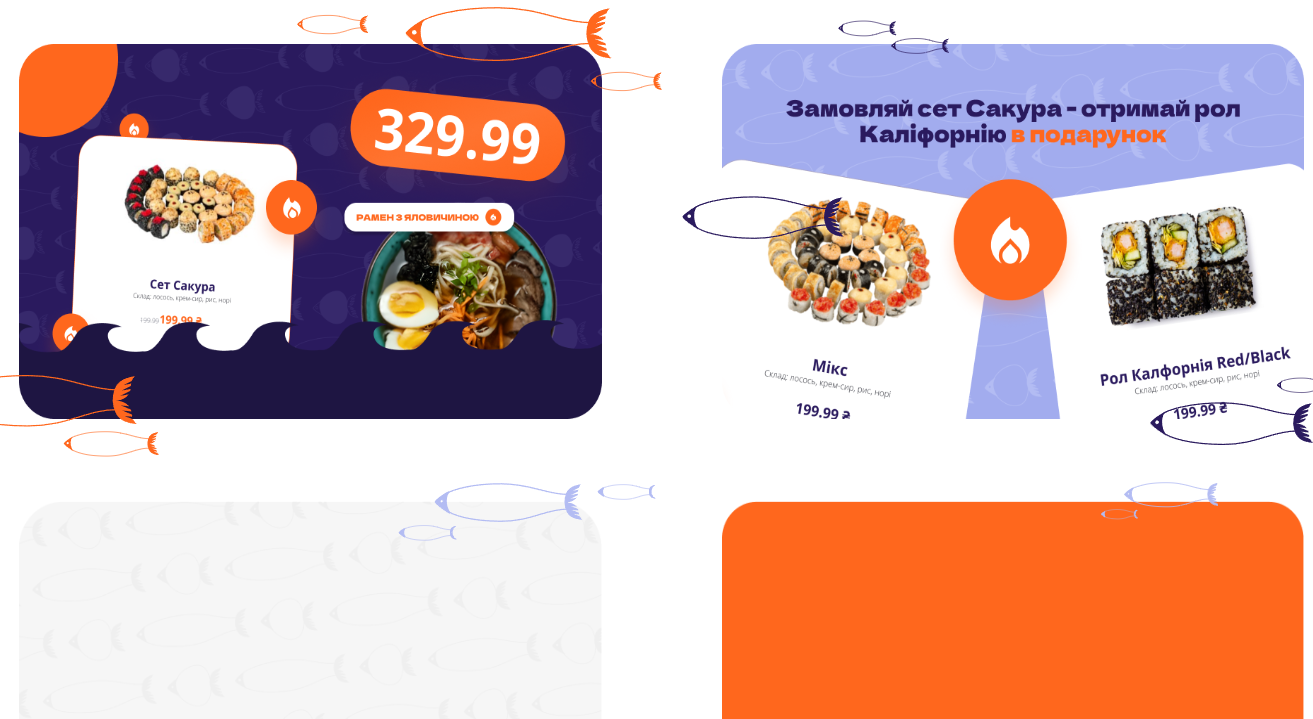 329.99
РАМЕН З ЯЛОВИЧИНОЮ
Сет Сакура
Склад: лосось, крем-сир, рис, норі
199.99 199.99 ₴
Замовляй сет Сакура - отримай рол
Каліфорнію в подарунок
Мікс
Склад: лосось, крем-сир, рис, норі
199.99 ₴
Рол Калфорнія Red/Black
Склад: лосось, крем-сир, рис, норі
199.99 ₴